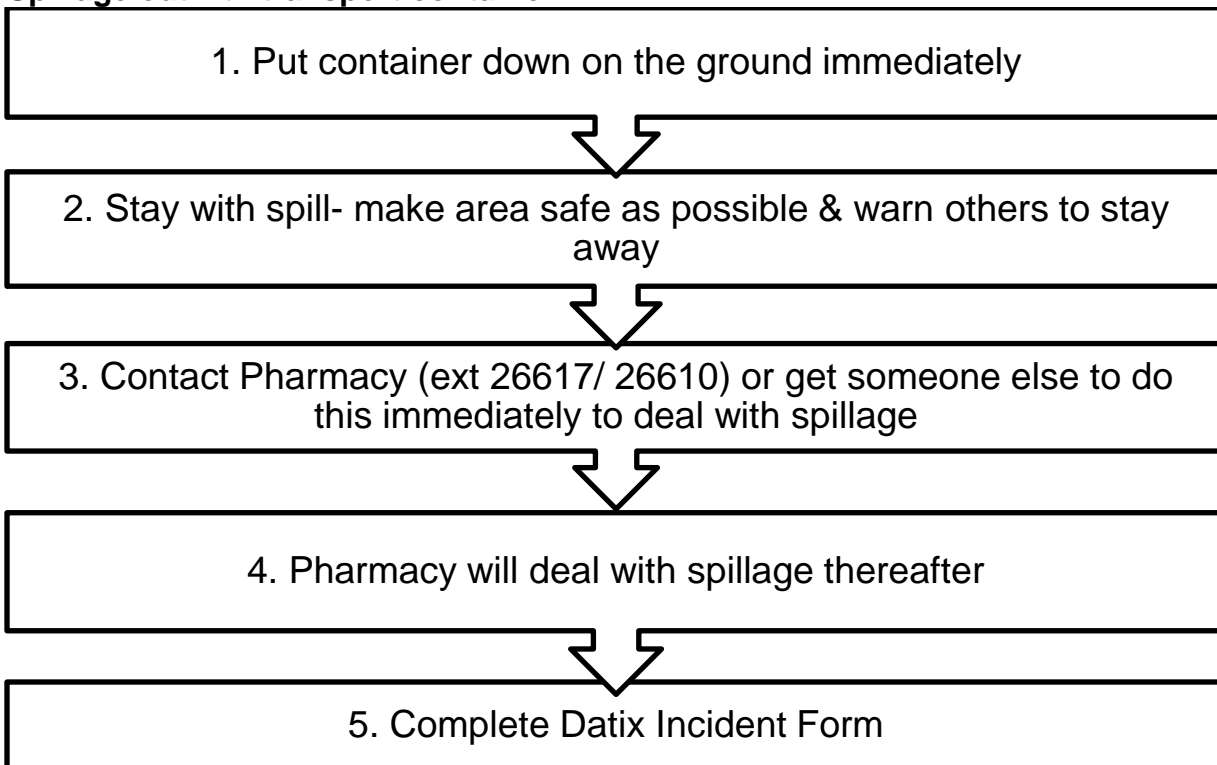 1. Put container down on the ground immediately
2. Stay with spill- make area safe as possible & warn others to stay
away
3. Contact Pharmacy (ext 26617/ 26610) or get someone else to do
this immediately to deal with spillage
4. Pharmacy will deal with spillage thereafter
5. Complete Datix Incident Form